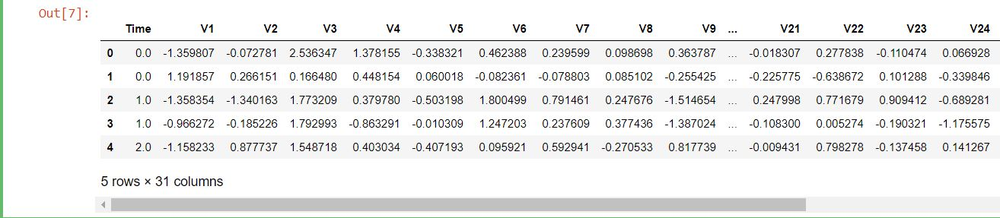 Out[7]:
Time V1 V2 V3 V4 V5 V6 V7 V8 V9 ... V21 V22 V23 V24
0 0.0 -1.359807 -0.072781 2.536347 1.378155 -0.338321 0.462388 0.239599 0.098698 0.363787 ... -0.018307 0.277838 -0.110474 0.066928
1 0.0 1.191857 0.266151 0.166480 0.448154 0.060018 -0.082361 -0.078803 0.085102 -0.255425 ... -0.225775 -0.638672 0.101288 -0.339846
2 1.0 -1.358354 -1.340163 1.773209 0.379780 -0.503198 1.800499 0.791461 0.247676 -1.514654 ... 0.247998 0.771679 0.909412 -0.689281
3 1.0 -0.966272 -0.185226 1.792993 -0.863291 -0.010309 1.247203 0.237609 0.377436 -1.387024 ... -0.108300 0.005274 -0.190321 -1.175575
4 2.0 -1.158233 0.877737 1.548718 0.403034 -0.407193 0.095921 0.592941 -0.270533 0.817739 ... -0.009431 0.798278 -0.137458 0.141267
5 rows × 31 columns